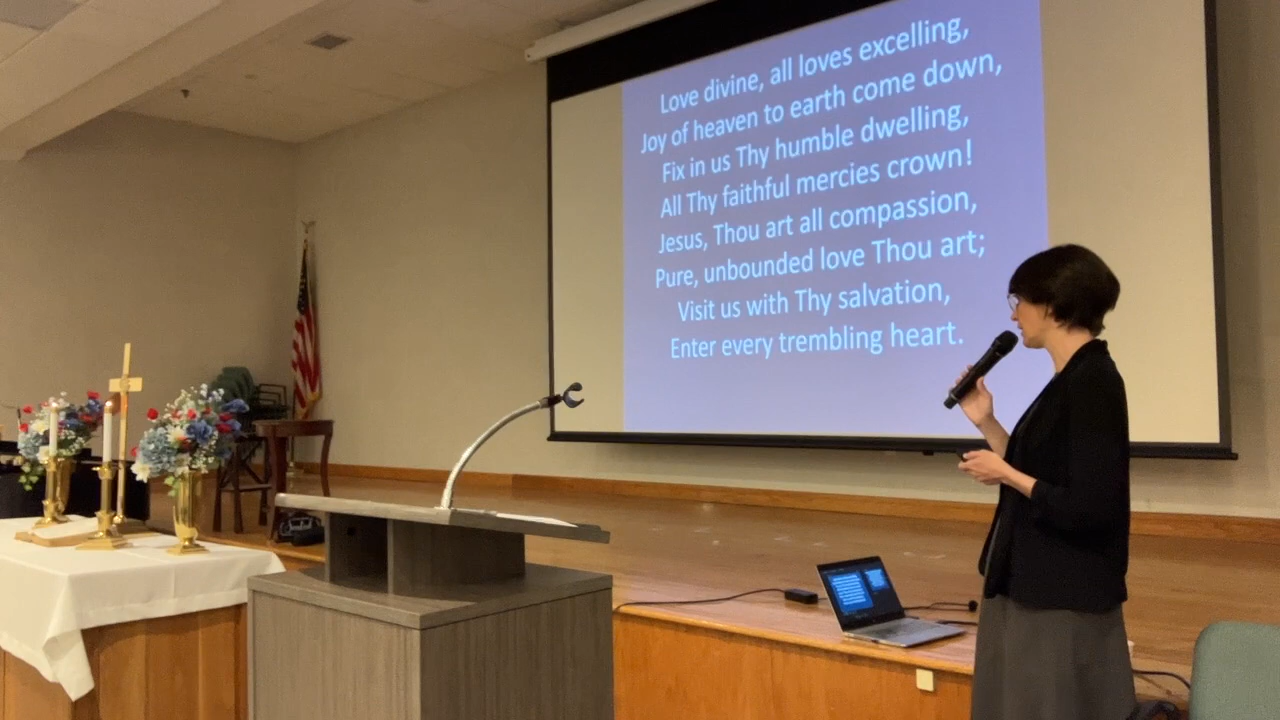 Love divine, all loves excelling,
Joy of heaven to earth come down,
Fix in us Thy humble dwelling,
All Thy faithful mercies crown!
Jesus, Thou art all compassion,
Pure, unbounded love Thou art;
Visit us with Thy salvation,
Enter every trembling heart.